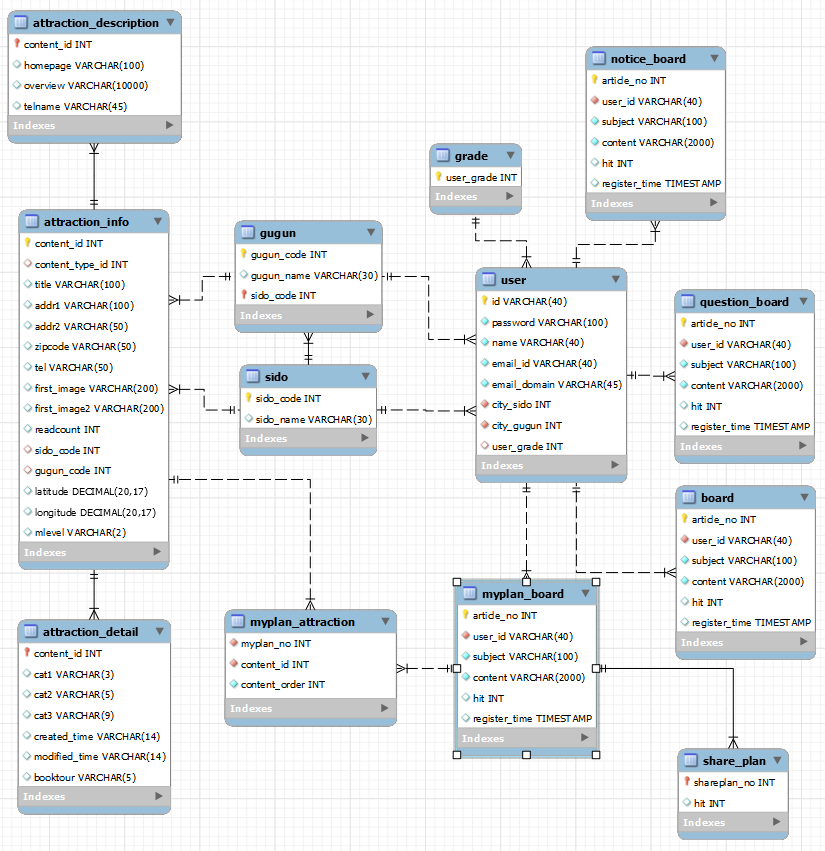 attraction_description
content_id INT
homepage VARCHAR(100)
overview VARCHAR(10000)
telname VARCHAR(45)
Indexes
notice_board
article_no INT
user_id VARCHAR(40)
subject VARCHAR(100)
content VARCHAR(2000)
hit INT
register_time TIMESTAMP
Indexes
grade
user_grade INT
Indexes
attraction_info
content_id INT
content_type_id INT
title VARCHAR(100)
addr1 VARCHAR(100)
addr2 VARCHAR(50)
zipcode VARCHAR(50)
tel VARCHAR(50)
first_image VARCHAR(200)
first_image2 VARCHAR(200)
readcount INT
sido_code INT
gugun_code INT
latitude DECIMAL(20,17)
longitude DECIMAL(20,17)
mlevel VARCHAR(2)
Indexes
gugun
gugun_code INT
gugun_name VARCHAR(30)
sido_code INT
Indexes
sido
sido_code INT
sido_name VARCHAR(30)
Indexes
user
id VARCHAR(40)
password VARCHAR(100)
name VARCHAR(40)
email_id VARCHAR(40)
email_domain VARCHAR(45)
city_sido INT
city_gugun INT
user_grade INT
Indexes
question_board
article_no INT
user_id VARCHAR(40)
subject VARCHAR(100)
content VARCHAR(2000)
hit INT
register_time TIMESTAMP
Indexes
board
article_no INT
user_id VARCHAR(40)
subject VARCHAR(100)
content VARCHAR(2000)
hit INT
register_time TIMESTAMP
Indexes
attraction_detail
content_id INT
cat1 VARCHAR(3)
cat2 VARCHAR(5)
cat3 VARCHAR(9)
created_time VARCHAR(14)
modified_time VARCHAR(14)
booktour VARCHAR(5)
Indexes
myplan_attraction
myplan_no INT
content_id INT
content_order INT
Indexes
myplan_board
article_no INT
user_id VARCHAR(40)
subject VARCHAR(100)
content VARCHAR(2000)
hit INT
register_time TIMESTAMP
Indexes
share_plan
shareplan_no INT
hit INT
Indexes